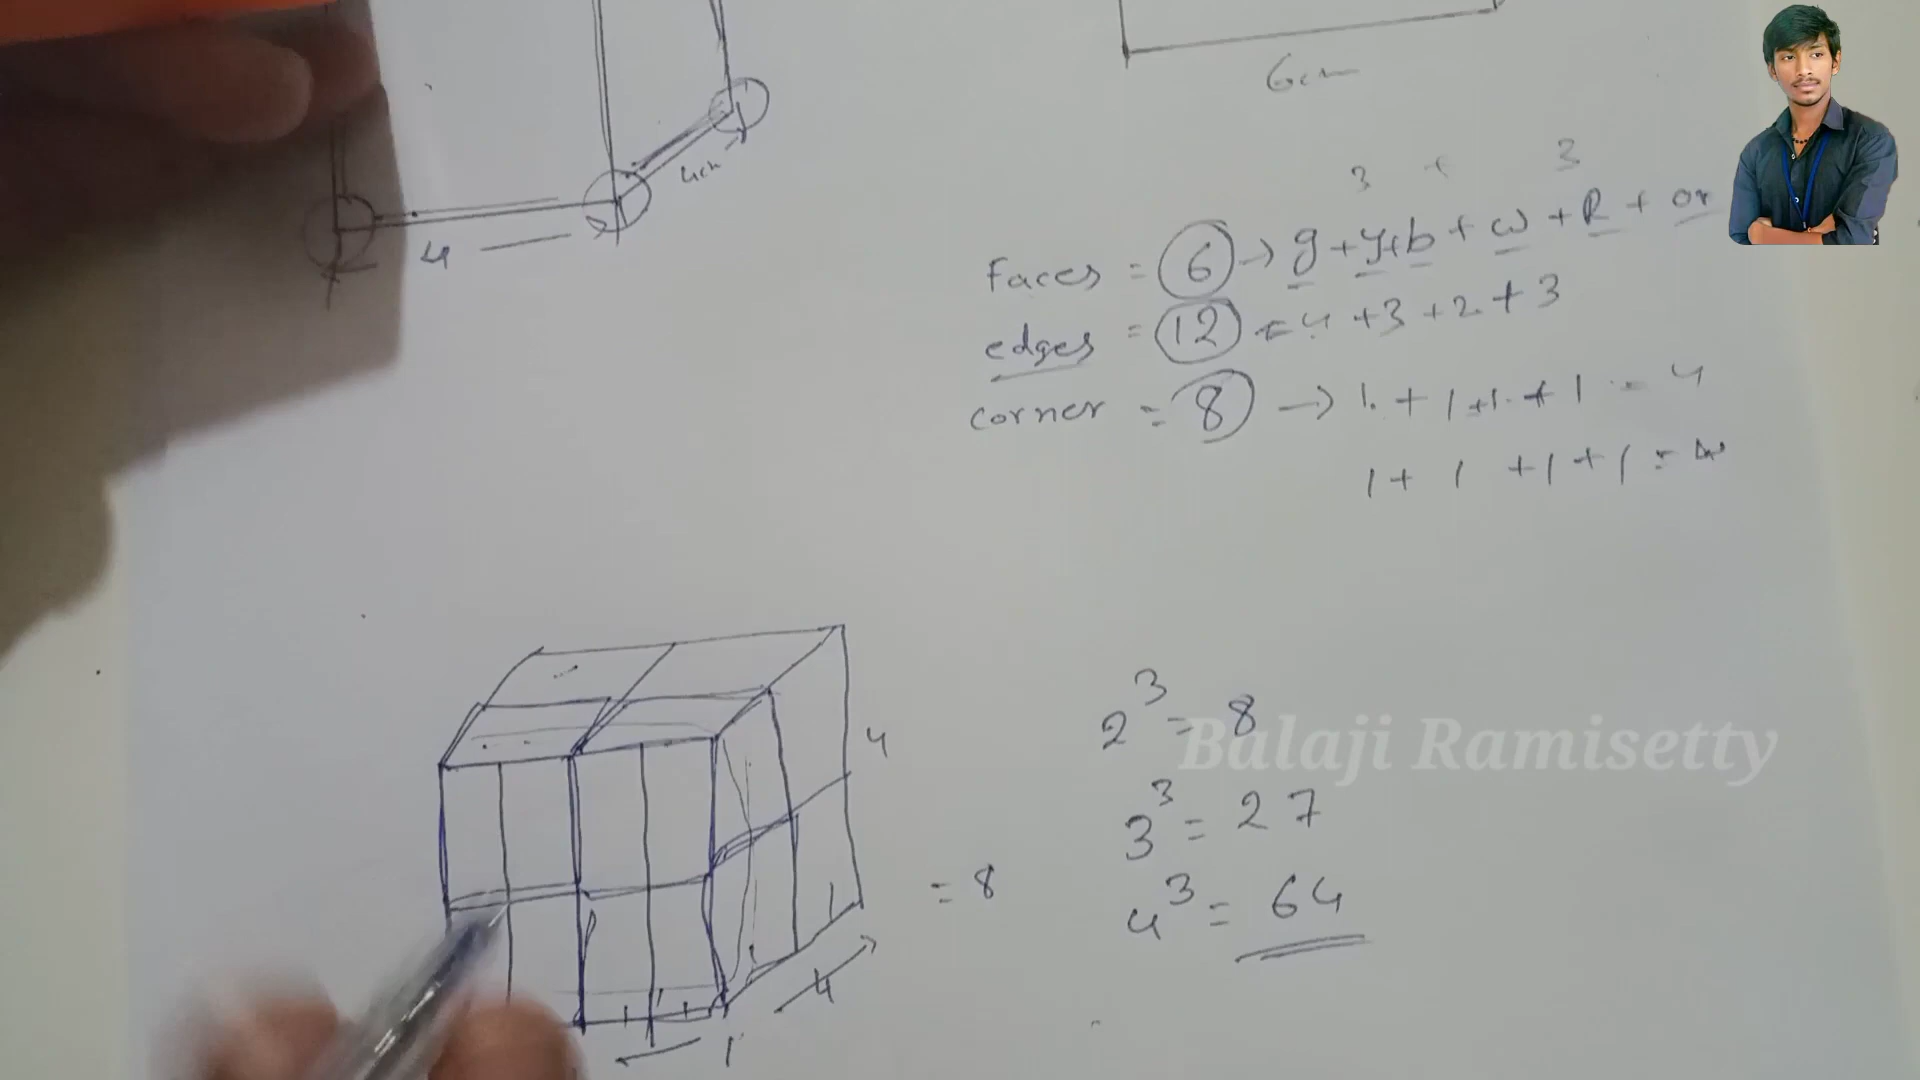 6cm
4cm
4
3 + 3
faces = 6 → g + y + b + w + R + or
edges = 12 = 4 + 3 + 2 + 3
corner = 8 → 1 + 1 + 1 + 1 = 4
1 + 1 + 1 + 1 = 4
2³ = 8
Balaji Ramisetty
4
3³ = 27
= 8
4³ = 64
4
1